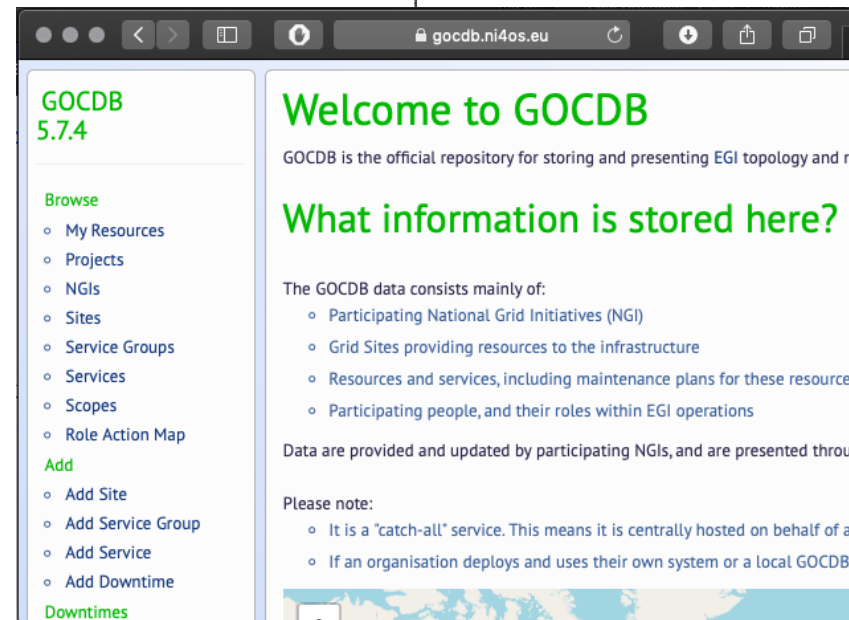 gocdb.ni4os.eu
GOCDB
5.7.4
Browse
My Resources
Projects
NGIs
Sites
Service Groups
Services
Scopes
Role Action Map
Add
Add Site
Add Service Group
Add Service
Add Downtime
Downtimes
Welcome to GOCDB
GOCDB is the official repository for storing and presenting EGI topology and
What information is stored here?
The GOCDB data consists mainly of:
Participating National Grid Initiatives (NGI)
Grid Sites providing resources to the infrastructure
Resources and services, including maintenance plans for these resource
Participating people, and their roles within EGI operations
Data are provided and updated by participating NGIs, and are presented throu
Please note:
It is a "catch-all" service. This means it is centrally hosted on behalf of a
If an organisation deploys and uses their own system or a local GOCDB